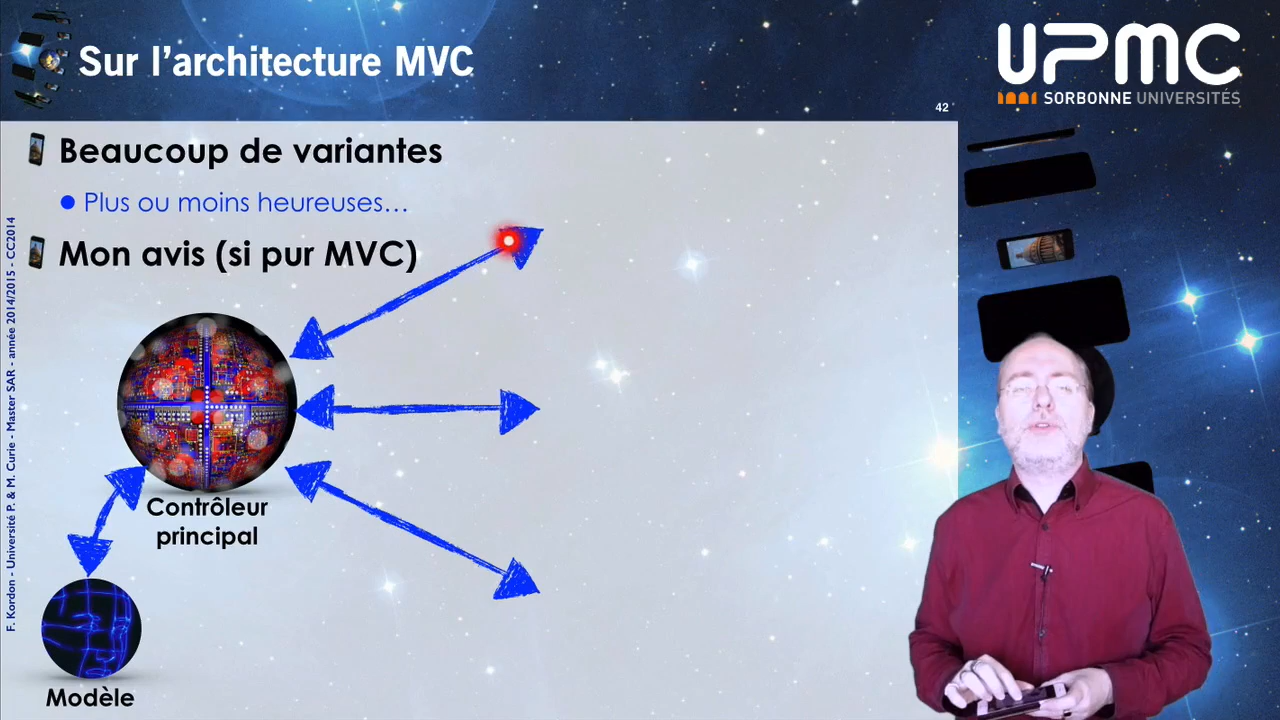 Sur l'architecture MVC
UPMC
SORBONNE UNIVERSITÉS
42
Beaucoup de variantes
Plus ou moins heureuses…
Mon avis (si pur MVC)
Contrôleur
principal
Modèle
F. Kordon - Université P. & M. Curie - Master SAR - année 2014/2015 - CC2014